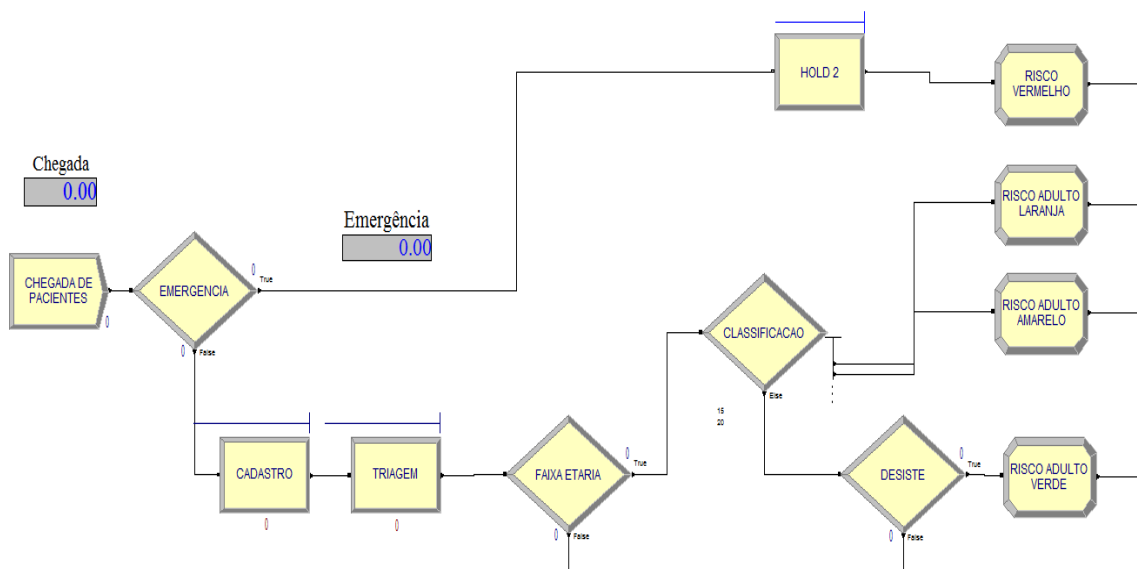 HOLD 2
RISCO
VERMELHO
Chegada
0.00
Emergência
0.00
RISCO ADULTO
LARANJA
CHEGADA DE
PACIENTES
0
EMERGENCIA
0
True
0
False
CLASSIFICACAO
Else
RISCO ADULTO
AMARELO
15
20
CADASTRO
0
TRIAGEM
0
FAIXA ETARIA
0
True
0
False
DESISTE
0
True
0
False
RISCO ADULTO
VERDE